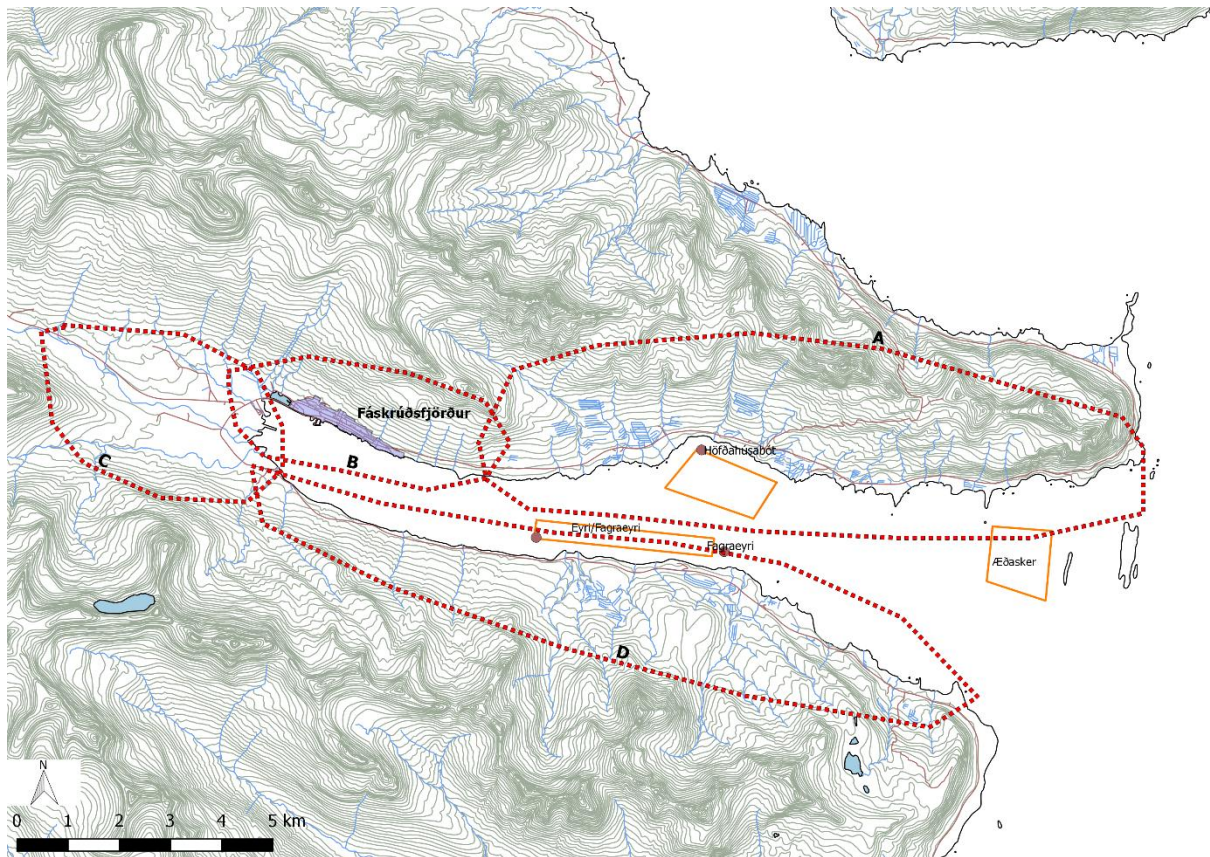 A
Fáskrúðsfjörður
Höfðahúsabót
C
B
Eyri/Fagraeyri
Fagraeyri
Æðasker
D
N
0 1 2 3 4 5 km